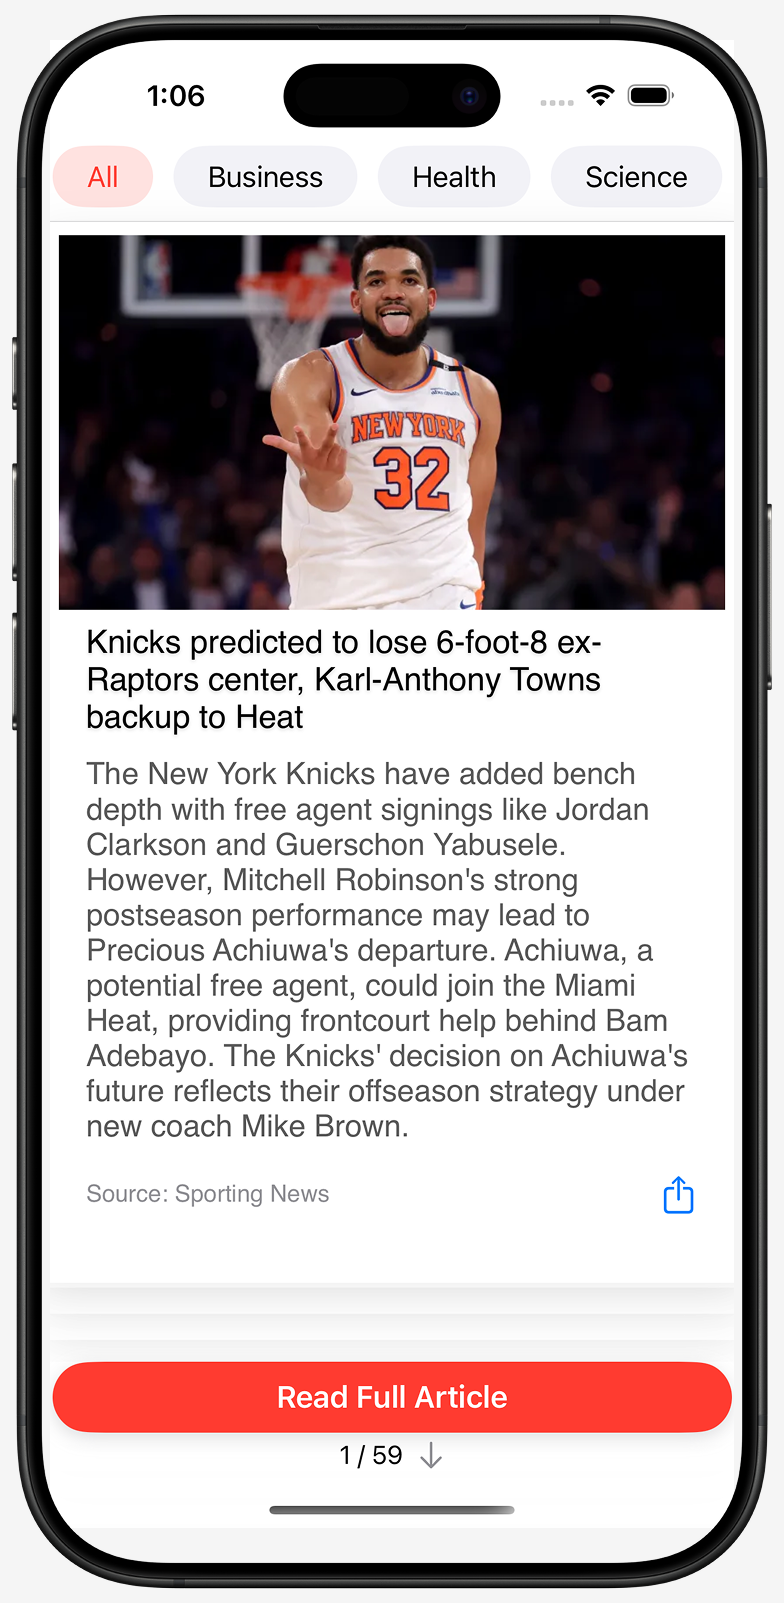 1:06
All
Business
Health
Science
NEW YORK
32
Knicks predicted to lose 6-foot-8 ex-
Raptors center, Karl-Anthony Towns
backup to Heat
The New York Knicks have added bench
depth with free agent signings like Jordan
Clarkson and Guerschon Yabusele.
However, Mitchell Robinson's strong
postseason performance may lead to
Precious Achiuwa's departure. Achiuwa, a
potential free agent, could join the Miami
Heat, providing frontcourt help behind Bam
Adebayo. The Knicks' decision on Achiuwa's
future reflects their offseason strategy under
new coach Mike Brown.
Source: Sporting News
Read Full Article
1 / 59